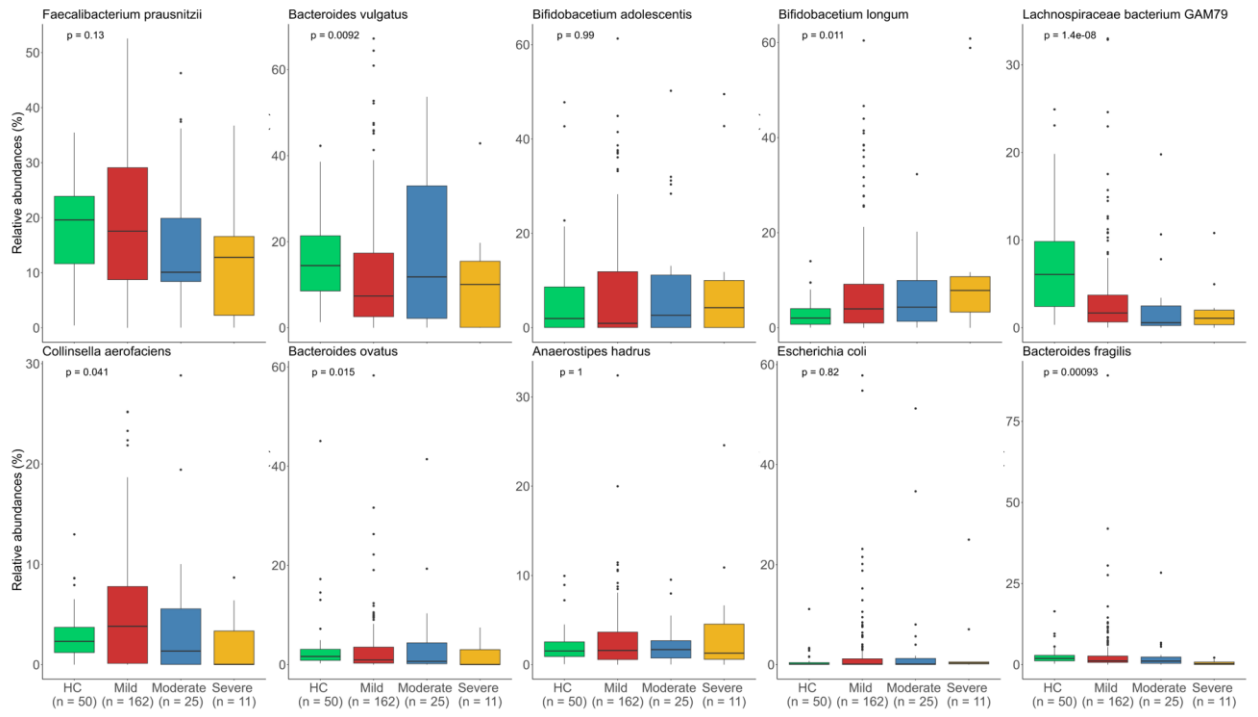 Faecalibacterium prausnitzii
Bacteroides vulgatus
Bifidobacetium adolescentis
Bifidobacetium longum
Lachnospiraceae bacterium GAM79
p = 0.13
p = 0.0092
p = 0.99
p = 0.011
p = 1.4e-08
Relative abundances (%)
50
40
30
20
10
0
60
40
20
0
60
40
20
0
60
40
20
0
30
20
10
0
Collinsella aerofaciens
Bacteroides ovatus
Anaerostipes hadrus
Escherichia coli
Bacteroides fragilis
p = 0.041
p = 0.015
p = 1
p = 0.82
p = 0.00093
Relative abundances (%)
30
20
10
0
60
40
20
0
30
20
10
0
60
40
20
0
75
50
25
0
HC Mild Moderate Severe
(n = 50) (n = 162) (n = 25) (n = 11)
HC Mild Moderate Severe
(n = 50) (n = 162) (n = 25) (n = 11)
HC Mild Moderate Severe
(n = 50) (n = 162) (n = 25) (n = 11)
HC Mild Moderate Severe
(n = 50) (n = 162) (n = 25) (n = 11)
HC Mild Moderate Severe
(n = 50) (n = 162) (n = 25) (n = 11)